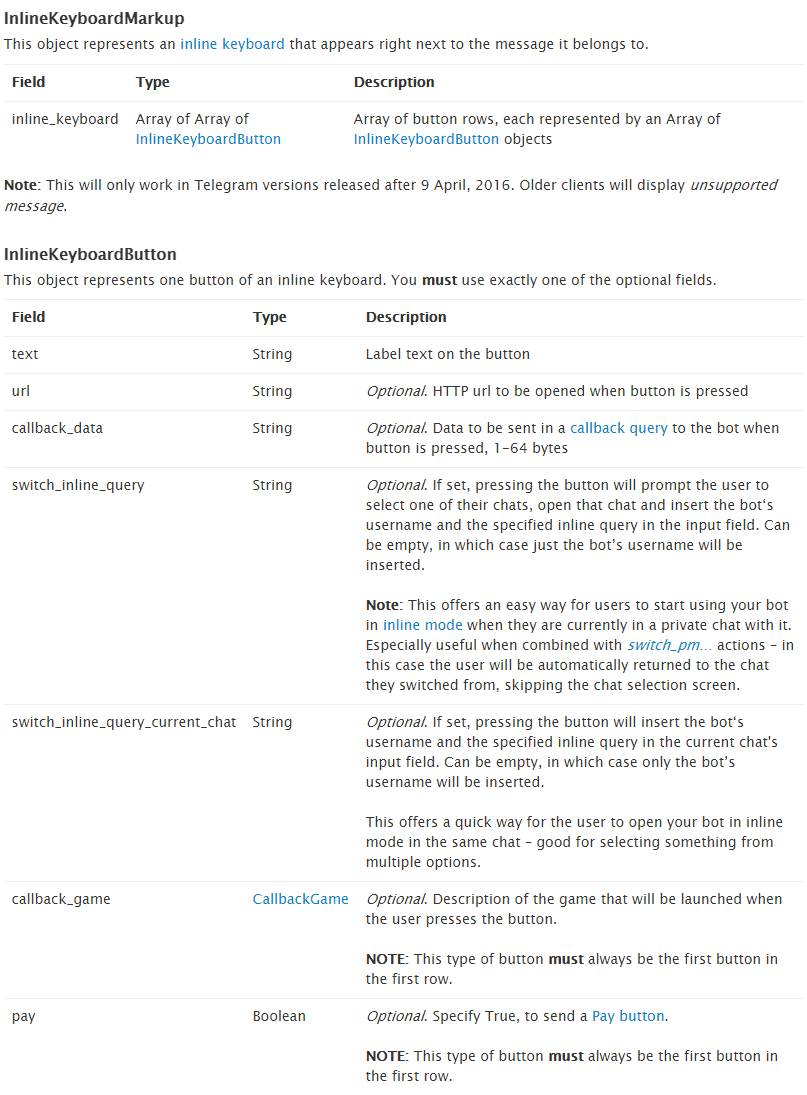 InlineKeyboardMarkup
This object represents an inline keyboard that appears right next to the message it belongs to.
Field Type Description
inline_keyboard Array of Array of Array of button rows, each represented by an Array of
InlineKeyboardButton InlineKeyboardButton objects
Note: This will only work in Telegram versions released after 9 April, 2016. Older clients will display unsupported
message.
InlineKeyboardButton
This object represents one button of an inline keyboard. You must use exactly one of the optional fields.
Field Type Description
text String Label text on the button
url String Optional. HTTP url to be opened when button is pressed
callback_data String Optional. Data to be sent in a callback query to the bot when
button is pressed, 1-64 bytes
switch_inline_query String Optional. If set, pressing the button will prompt the user to
select one of their chats, open that chat and insert the bot‘s
username and the specified inline query in the input field. Can
be empty, in which case just the bot’s username will be
inserted.
Note: This offers an easy way for users to start using your bot
in inline mode when they are currently in a private chat with it.
Especially useful when combined with switch_pm… actions – in
this case the user will be automatically returned to the chat
they switched from, skipping the chat selection screen.
switch_inline_query_current_chat String Optional. If set, pressing the button will insert the bot‘s
username and the specified inline query in the current chat's
input field. Can be empty, in which case only the bot’s
username will be inserted.
This offers a quick way for the user to open your bot in inline
mode in the same chat – good for selecting something from
multiple options.
callback_game CallbackGame Optional. Description of the game that will be launched when
the user presses the button.
NOTE: This type of button must always be the first button in
the first row.
pay Boolean Optional. Specify True, to send a Pay button.
NOTE: This type of button must always be the first button in
the first row.